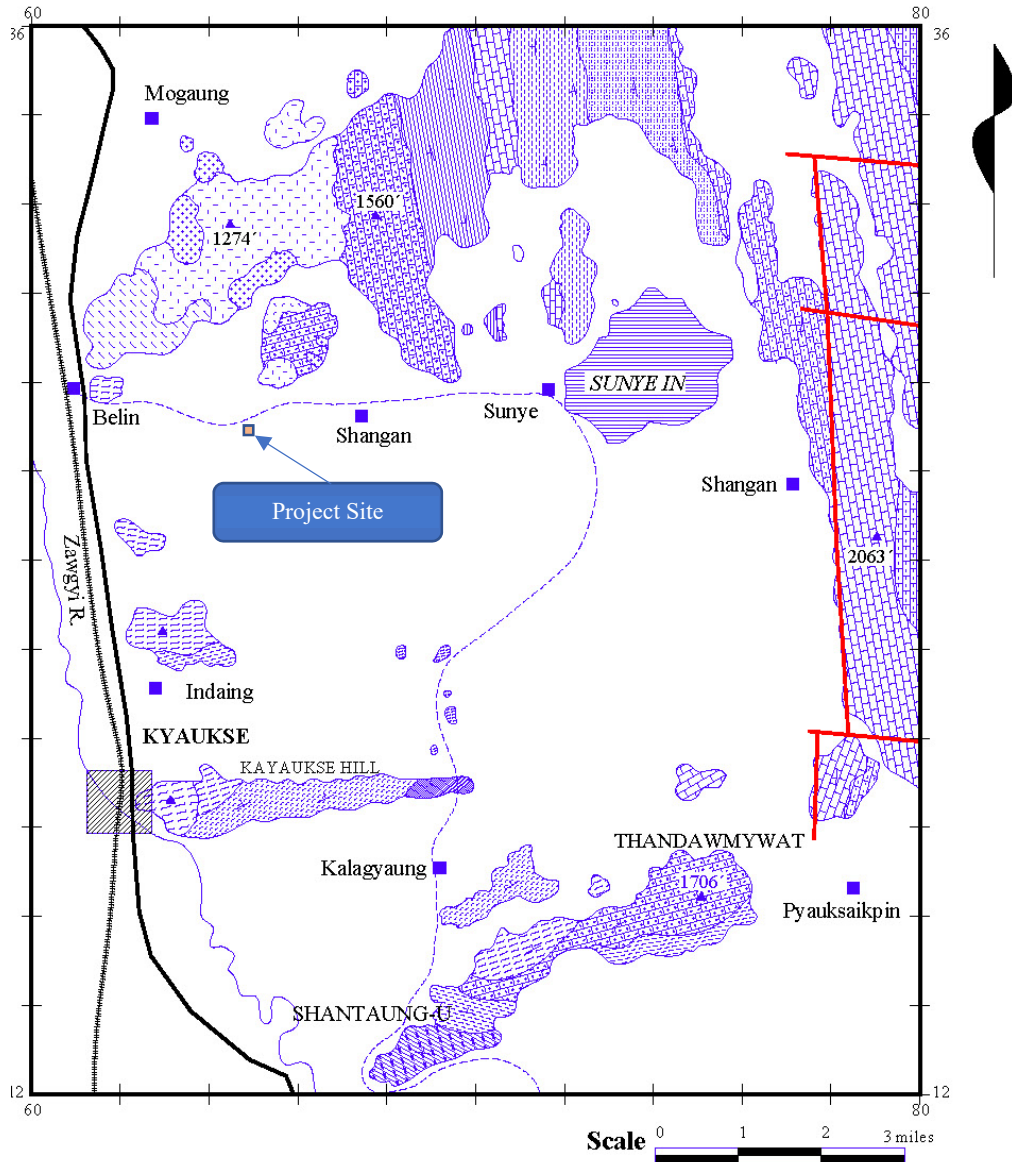 60
80
36
36
Mogaung
1560´
1274´
SUNYE IN
Belin
Sunye
Shangan
Shangan
Project Site
2063´
Zawgyi R.
Indaing
KYAUKSE
KAYAUKSE HILL
THANDAWMYWAT
Kalagyaung
1706´
Pyauksaikpin
SHANTAUNG-U
12
12
60
80
Scale
0 1 2 3 miles